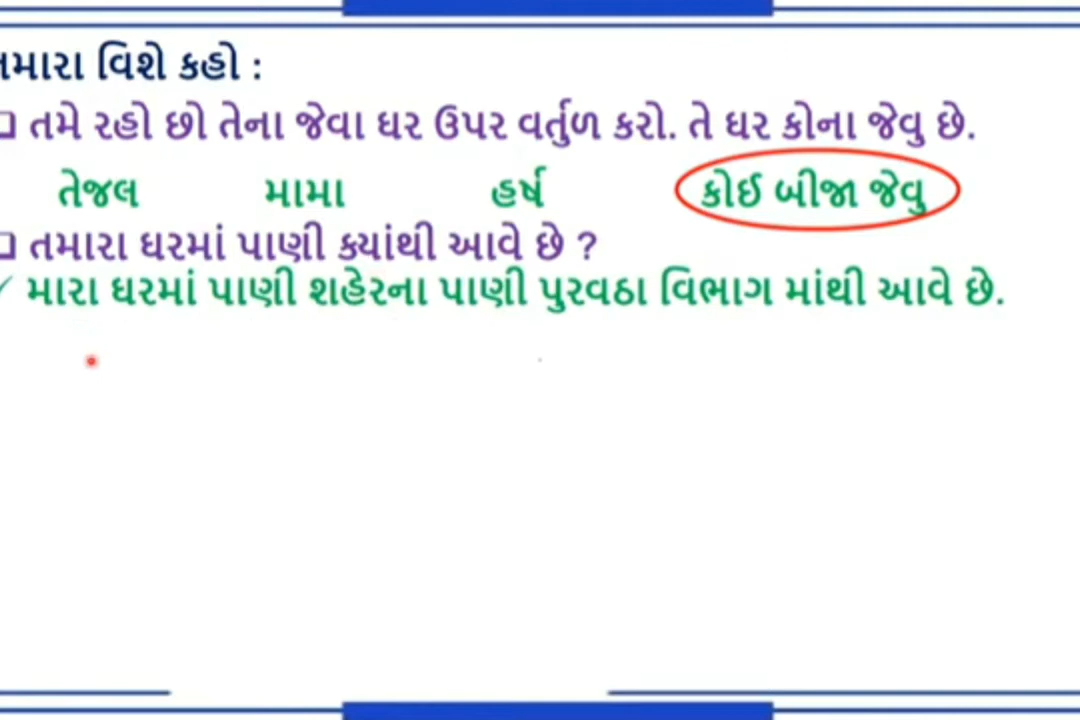 તમારા વિશે કહો :
તમે રહો છો તેના જેવા ઘર ઉપર વર્તુળ કરો. તે ઘર કોના જેવુ છે.
તેજલ મામા હર્ષ કોઈ બીજા જેવુ
તમારા ઘરમાં પાણી ક્યાંથી આવે છે ?
મારા ઘરમાં પાણી શહેરના પાણી પુરવઠા વિભાગ માંથી આવે છે.